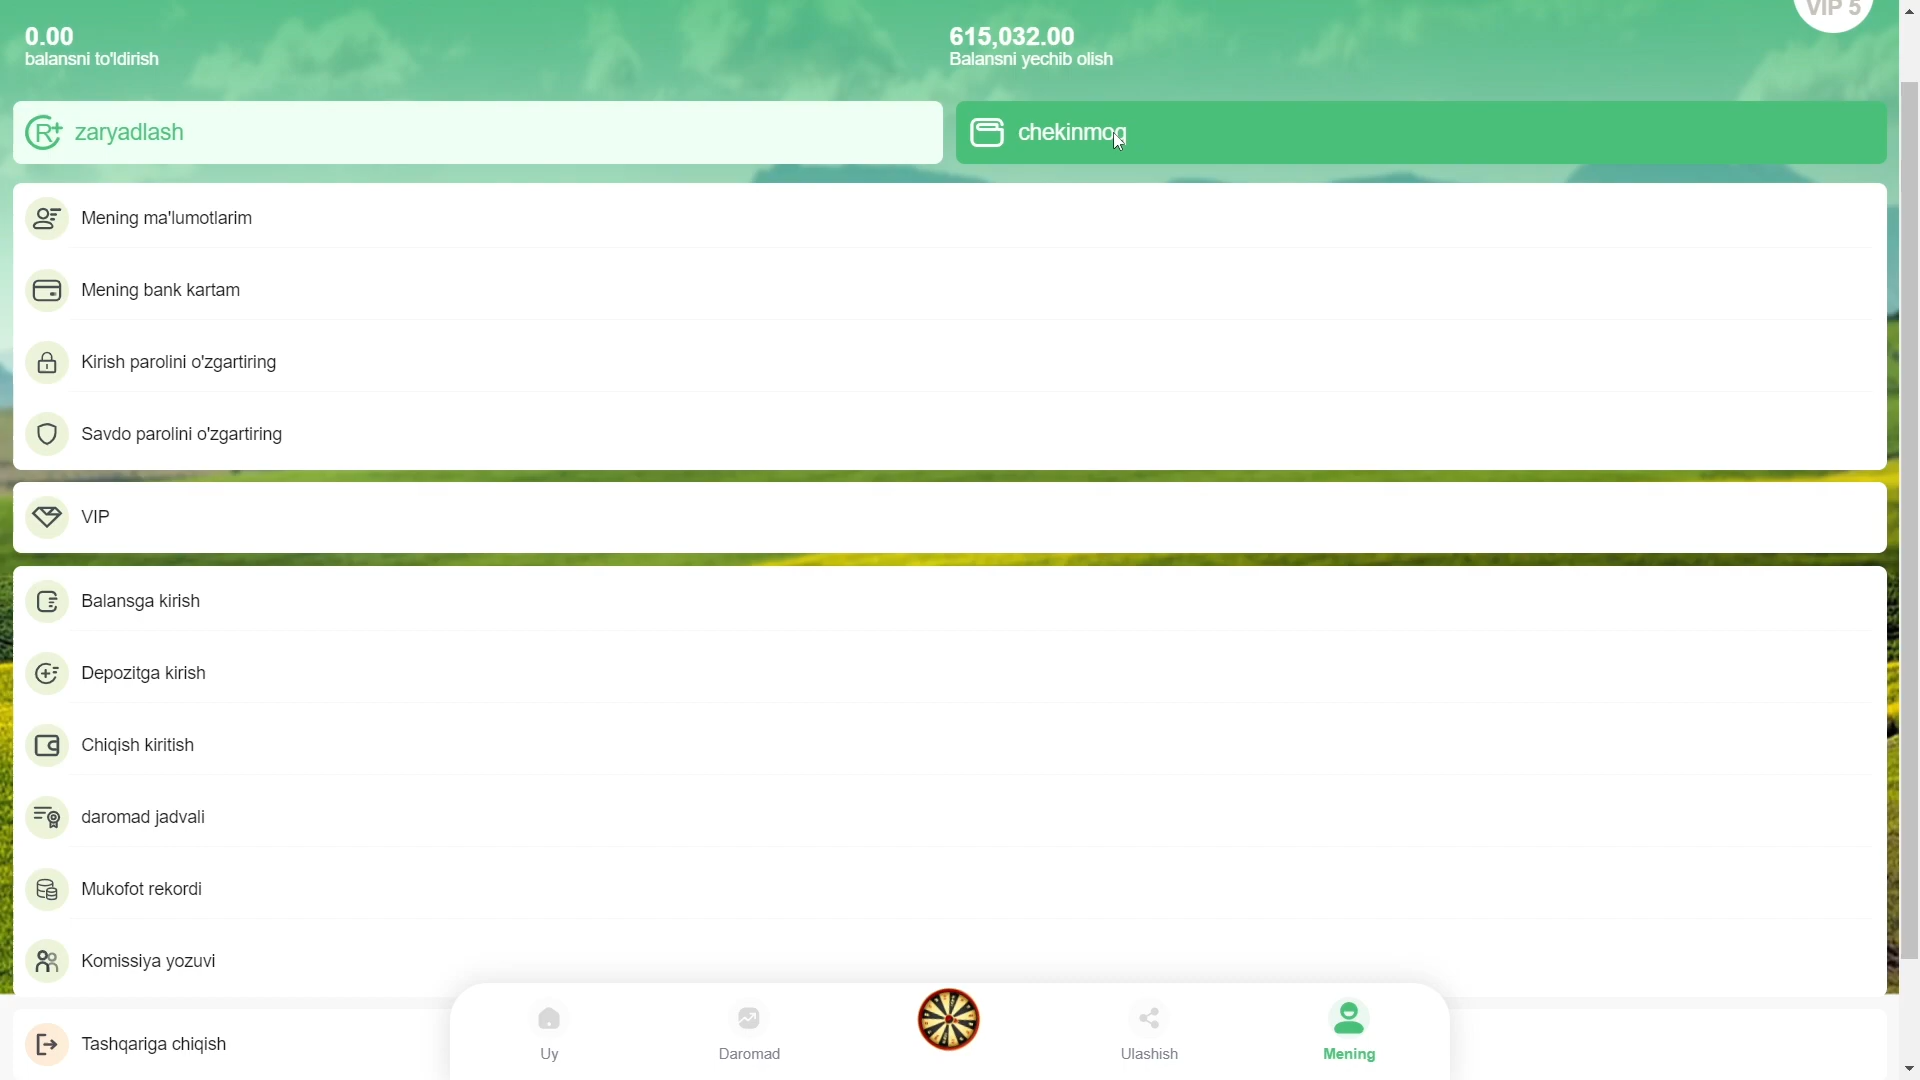 VIP 5
0.00
balansni to'ldirish
615,032.00
Balansni yechib olish
zaryadlash
chekinmoq
Mening ma'lumotlarim
Mening bank kartam
Kirish parolini o'zgartiring
Savdo parolini o'zgartiring
VIP
Balansga kirish
Depozitga kirish
Chiqish kiritish
daromad jadvali
Mukofot rekordi
Komissiya yozuvi
Tashqariga chiqish
Uy
Daromad
Ulashish
Mening